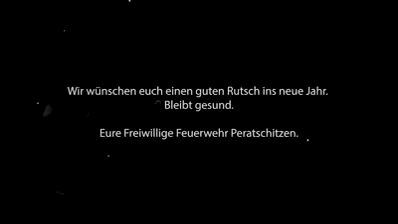 Wir wünschen euch einen guten Rutsch ins neue Jahr.
Bleibt gesund.
Eure Freiwillige Feuerwehr Peratschitzen.